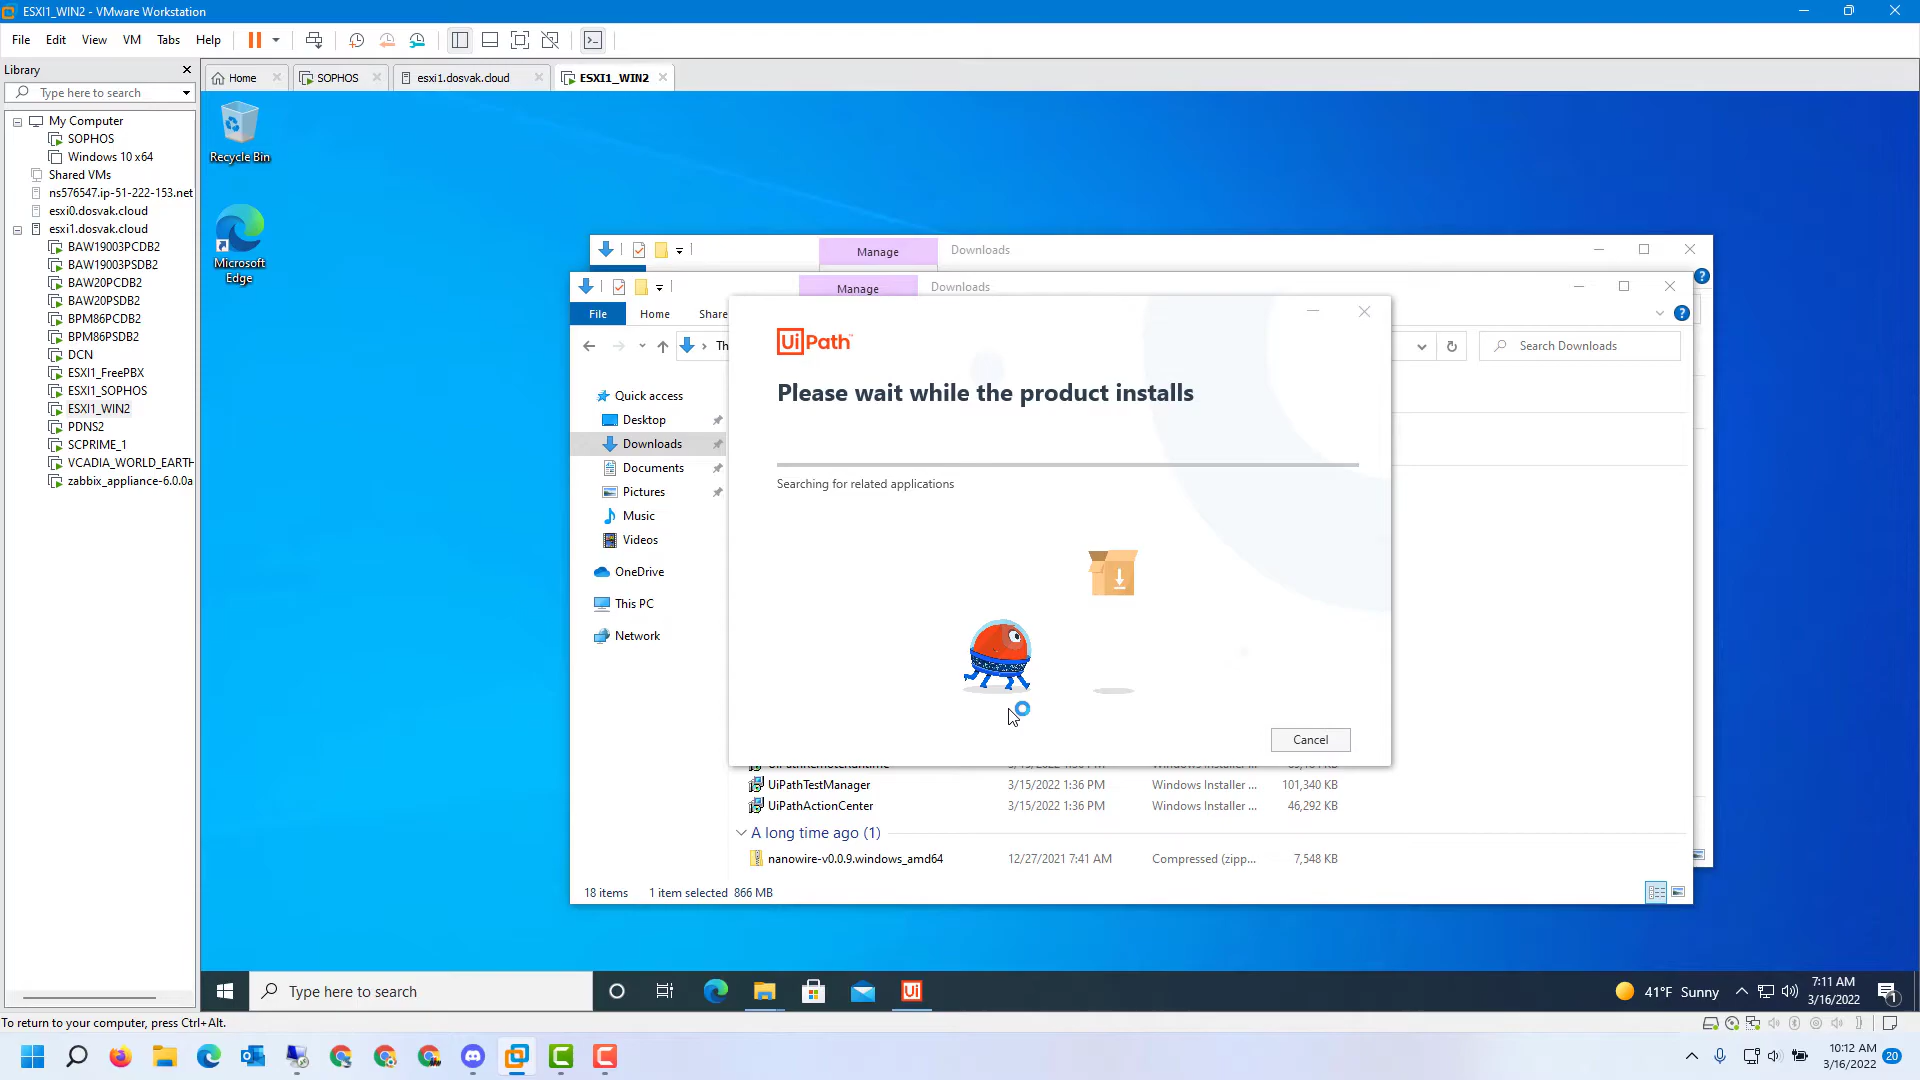 ESXI1_WIN2 - VMware Workstation
File Edit View VM Tabs Help
Library
Type here to search
My Computer
SOPHOS
Windows 10 x64
Shared VMs
ns576547.ip-51-222-153.net
esxi0.dosvak.cloud
esxi1.dosvak.cloud
BAW19003PCDB2
BAW19003PSDB2
BAW20PCDB2
BAW20PSDB2
BPM86PCDB2
BPM86PSDB2
DCN
ESXI1_FreePBX
ESXI1_SOPHOS
ESXI1_WIN2
PDNS2
SCPRIME_1
VCADIA_WORLD_EARTH
zabbix_appliance-6.0.0a
Home SOPHOS esxi1.dosvak.cloud ESXI1_WIN2
Recycle Bin
Microsoft
Edge
Manage Downloads
Manage Downloads
File Home Share
Th
Search Downloads
Quick access
Desktop
Downloads
Documents
Pictures
Music
Videos
OneDrive
This PC
Network
UiPath
Please wait while the product installs
Searching for related applications
Cancel
UiPathTestManager 3/15/2022 1:36 PM Windows Installer ... 101,340 KB
UiPathActionCenter 3/15/2022 1:36 PM Windows Installer ... 46,292 KB
A long time ago (1)
nanowire-v0.0.9.windows_amd64 12/27/2021 7:41 AM Compressed (zipp... 7,548 KB
18 items 1 item selected 866 MB
Type here to search
Ui
41°F Sunny
7:11 AM
3/16/2022
1
To return to your computer, press Ctrl+Alt.
10:12 AM
3/16/2022
20